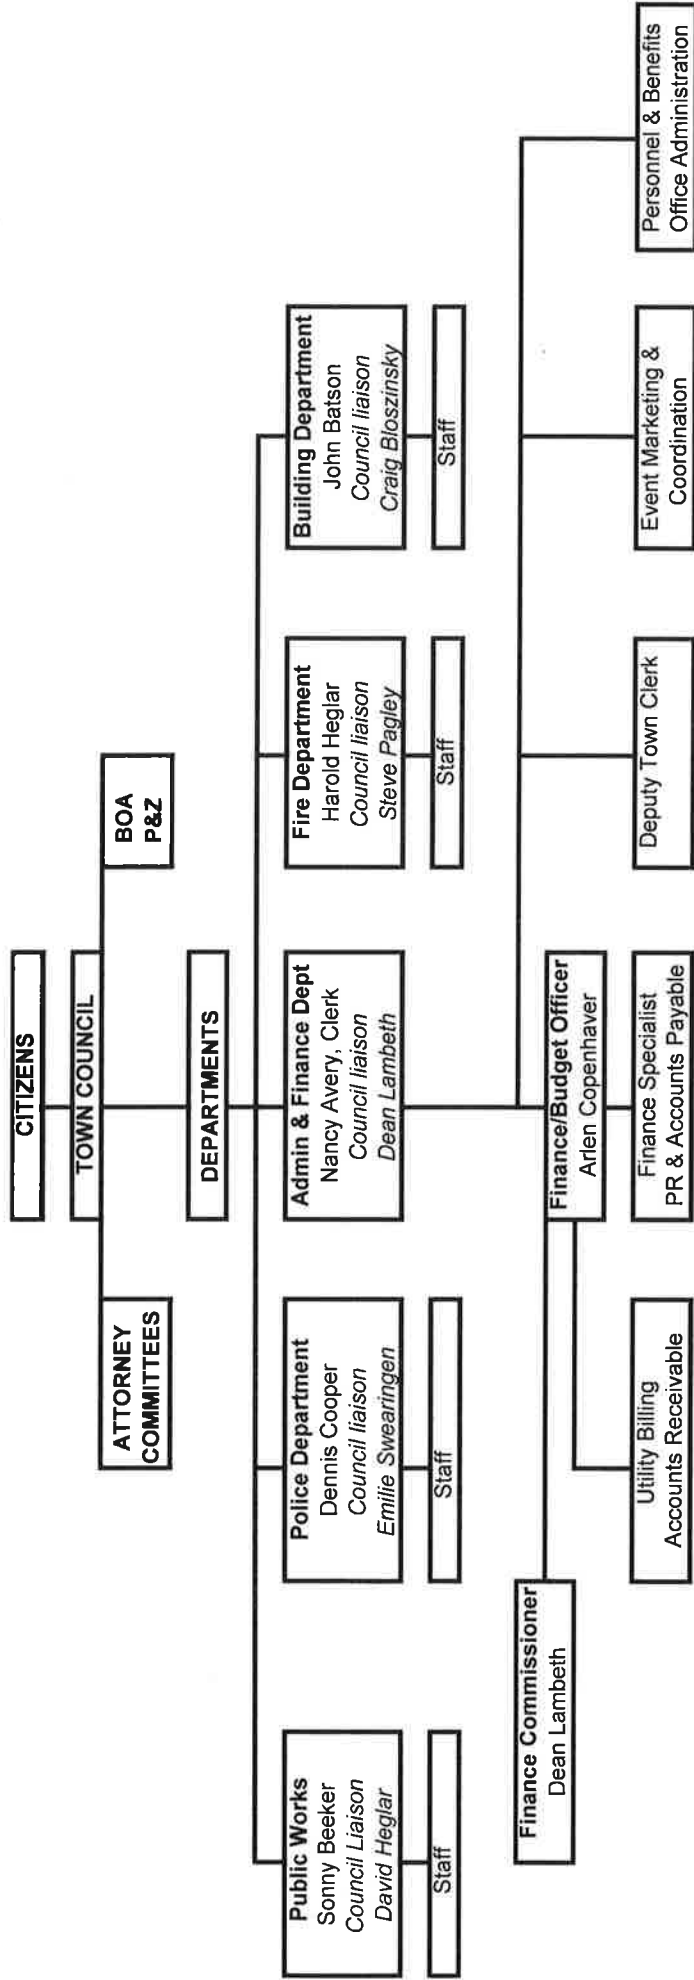 CITIZENS
TOWN COUNCIL
ATTORNEY
COMMITTEES
BOA
P&Z
DEPARTMENTS
Public Works
Sonny Beeker
Council Liaison
David Heglar
Staff
Police Department
Dennis Cooper
Council liaison
Emilie Swearingen
Staff
Admin & Finance Dept
Nancy Avery, Clerk
Council liaison
Dean Lambeth
Fire Department
Harold Heglar
Council liaison
Steve Pagley
Staff
Building Department
John Batson
Council liaison
Craig Bloszinsky
Staff
Finance Commissioner
Dean Lambeth
Finance/Budget Officer
Arlen Copenhaver
Utility Billing
Accounts Receivable
Finance Specialist
PR & Accounts Payable
Deputy Town Clerk
Event Marketing &
Coordination
Personnel & Benefits
Office Administration